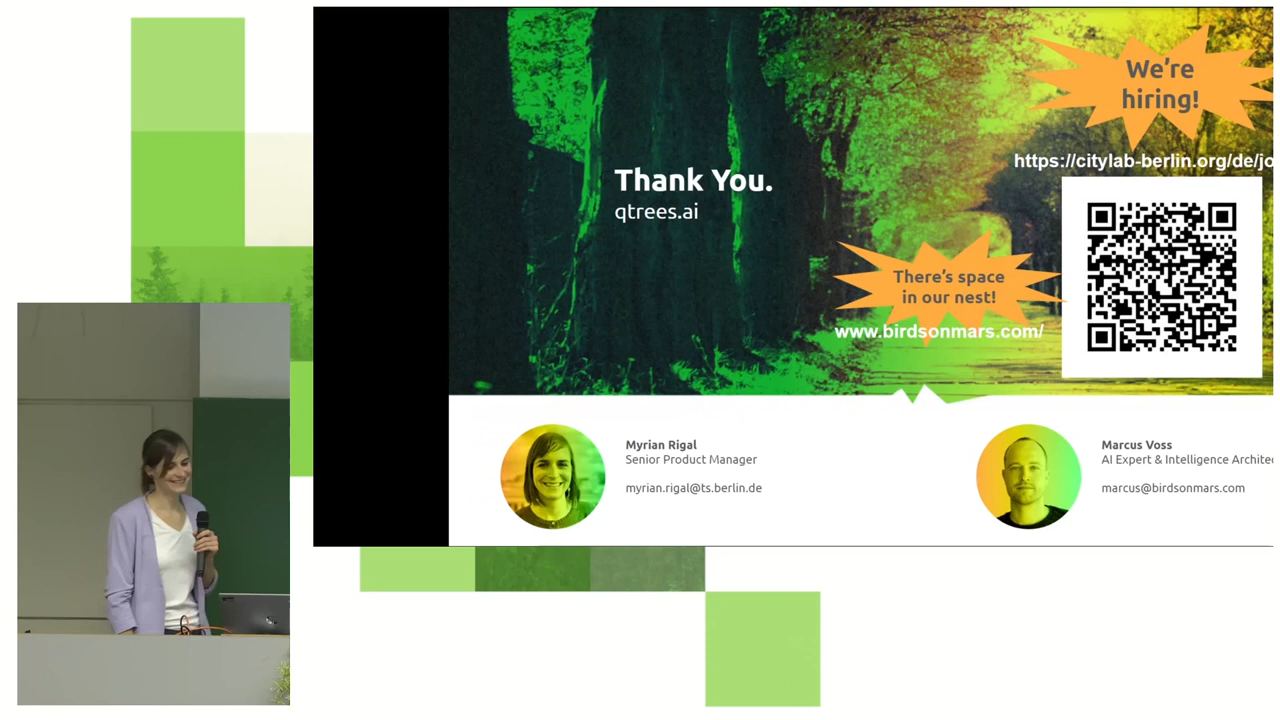 We're
hiring!
https://citylab-berlin.org/de/jo
Thank You.
qtrees.ai
There's space
in our nest!
www.birdsonmars.com/
Myrian Rigal
Senior Product Manager
myrian.rigal@ts.berlin.de
Marcus Voss
AI Expert & Intelligence Architec
marcus@birdsonmars.com